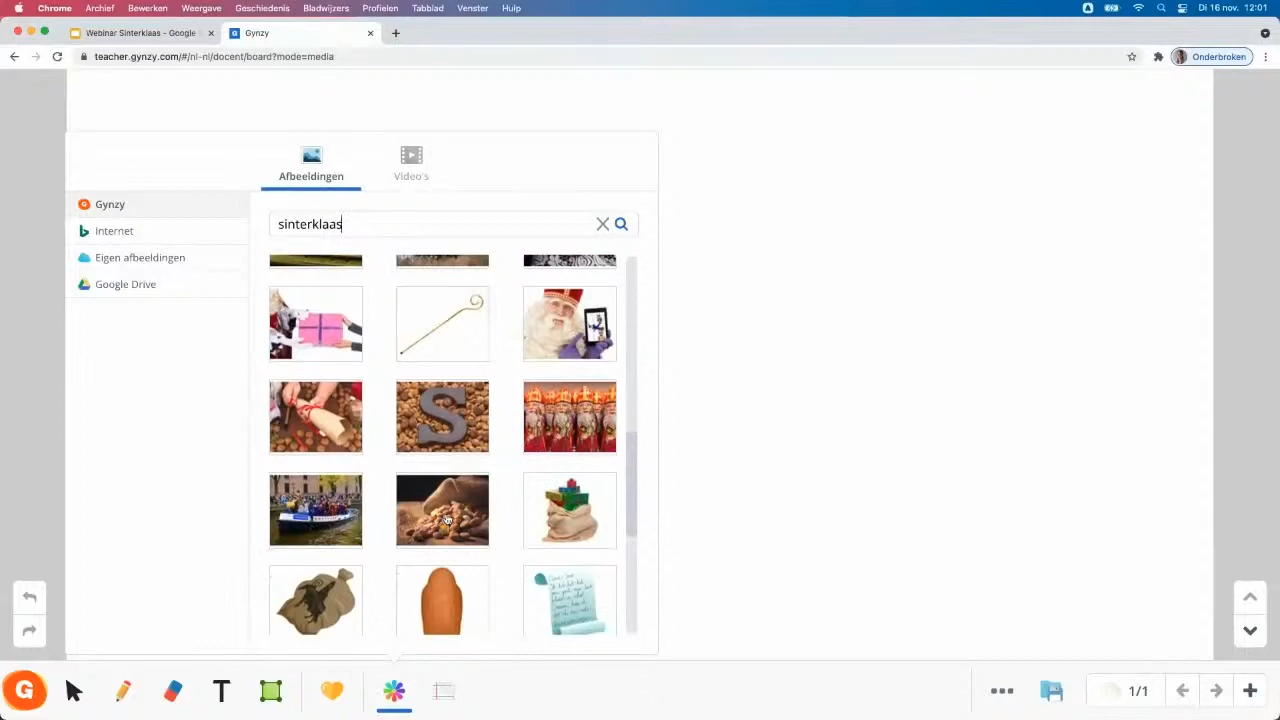 Chrome Archief Bewerken Weergave Geschiedenis Bladwijzers Profielen Tabblad Venster Hulp Di 16 nov. 12:01
Webinar Sinterklaas - Google Gynzy
teacher.gynzy.com/#/nl-nl/docent/board?mode=media Onderbroken
Afbeeldingen Video's
Gynzy
sinterklaas
Internet
Eigen afbeeldingen
Google Drive
S
G T 1/1